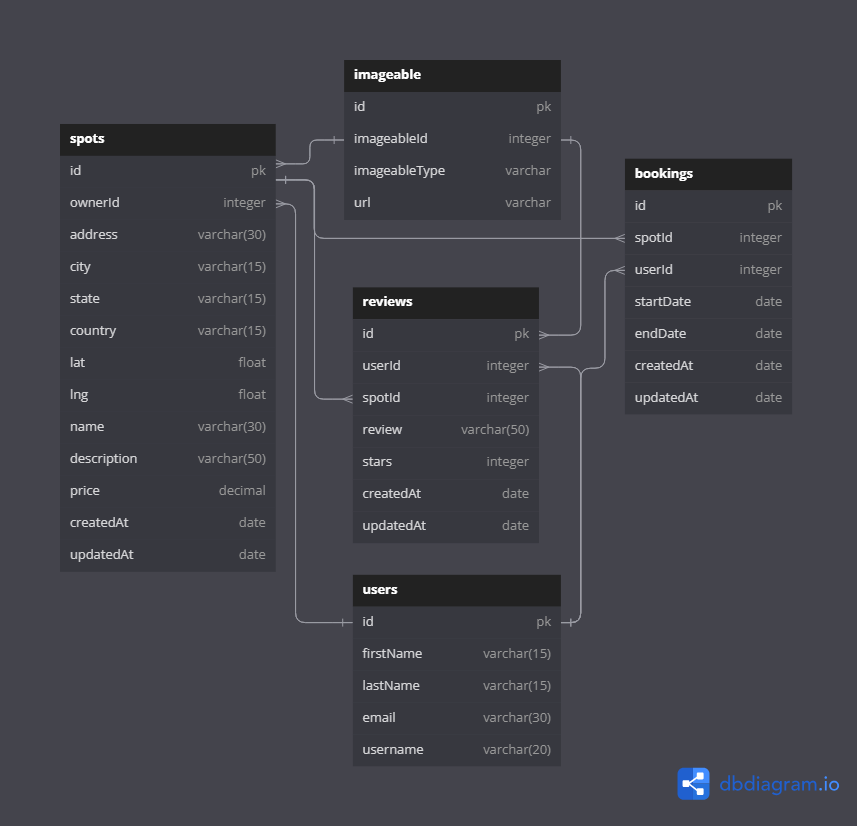 imageable
id pk
imageableId integer
imageableType varchar
url varchar
spots
id pk
ownerId integer
address varchar(30)
city varchar(15)
state varchar(15)
country varchar(15)
lat float
lng float
name varchar(30)
description varchar(50)
price decimal
createdAt date
updatedAt date
bookings
id pk
spotId integer
userId integer
startDate date
endDate date
createdAt date
updatedAt date
reviews
id pk
userId integer
spotId integer
review varchar(50)
stars integer
createdAt date
updatedAt date
users
id pk
firstName varchar(15)
lastName varchar(15)
email varchar(30)
username varchar(20)
dbdiagram.io